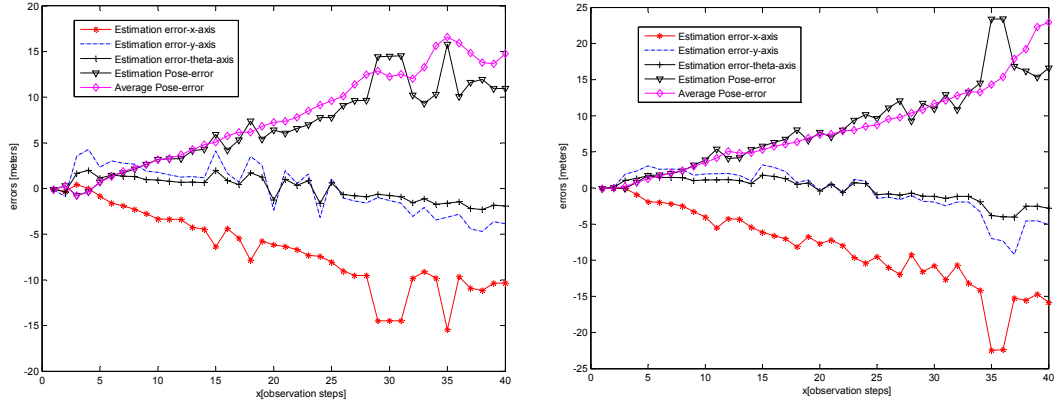 20
15
10
5
0
-5
-10
-15
-20
errors [meters]
0 5 10 15 20 25 30 35 40
x[observation steps]
Estimation error-x-axis
Estimation error-y-axis
Estimation error-theta-axis
Estimation Pose-error
Average Pose-error
25
20
15
10
5
0
-5
-10
-15
-20
-25
errors [meters]
0 5 10 15 20 25 30 35 40
x[observation steps]
Estimation error-x-axis
Estimation error-y-axis
Estimation error-theta-axis
Estimation Pose-error
Average Pose-error